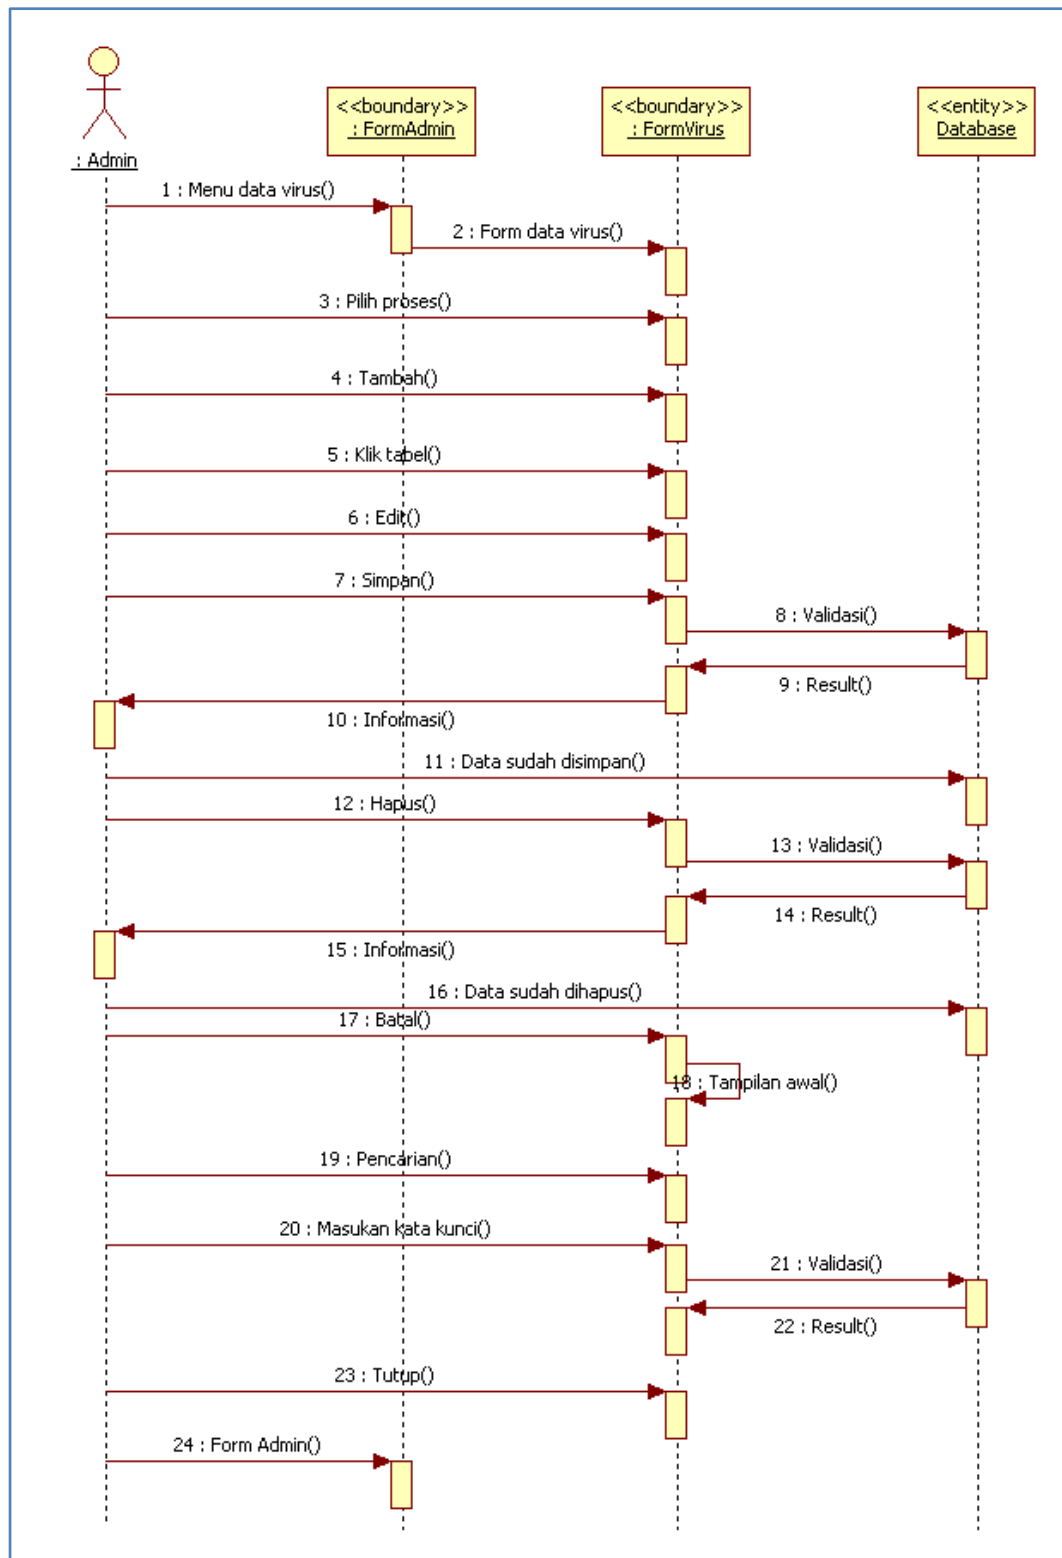 <<boundary>>
: FormAdmin
<<boundary>>
: FormVirus
<<entity>>
Database
: Admin
1 : Menu data virus()
2 : Form data virus()
3 : Pilih proses()
4 : Tambah()
5 : Klik tabel()
6 : Edit()
7 : Simpan()
8 : Validasi()
9 : Result()
10 : Informasi()
11 : Data sudah disimpan()
12 : Hapus()
13 : Validasi()
14 : Result()
15 : Informasi()
16 : Data sudah dihapus()
17 : Batal()
18 : Tampilan awal()
19 : Pencarian()
20 : Masukan kata kunci()
21 : Validasi()
22 : Result()
23 : Tutup()
24 : Form Admin()